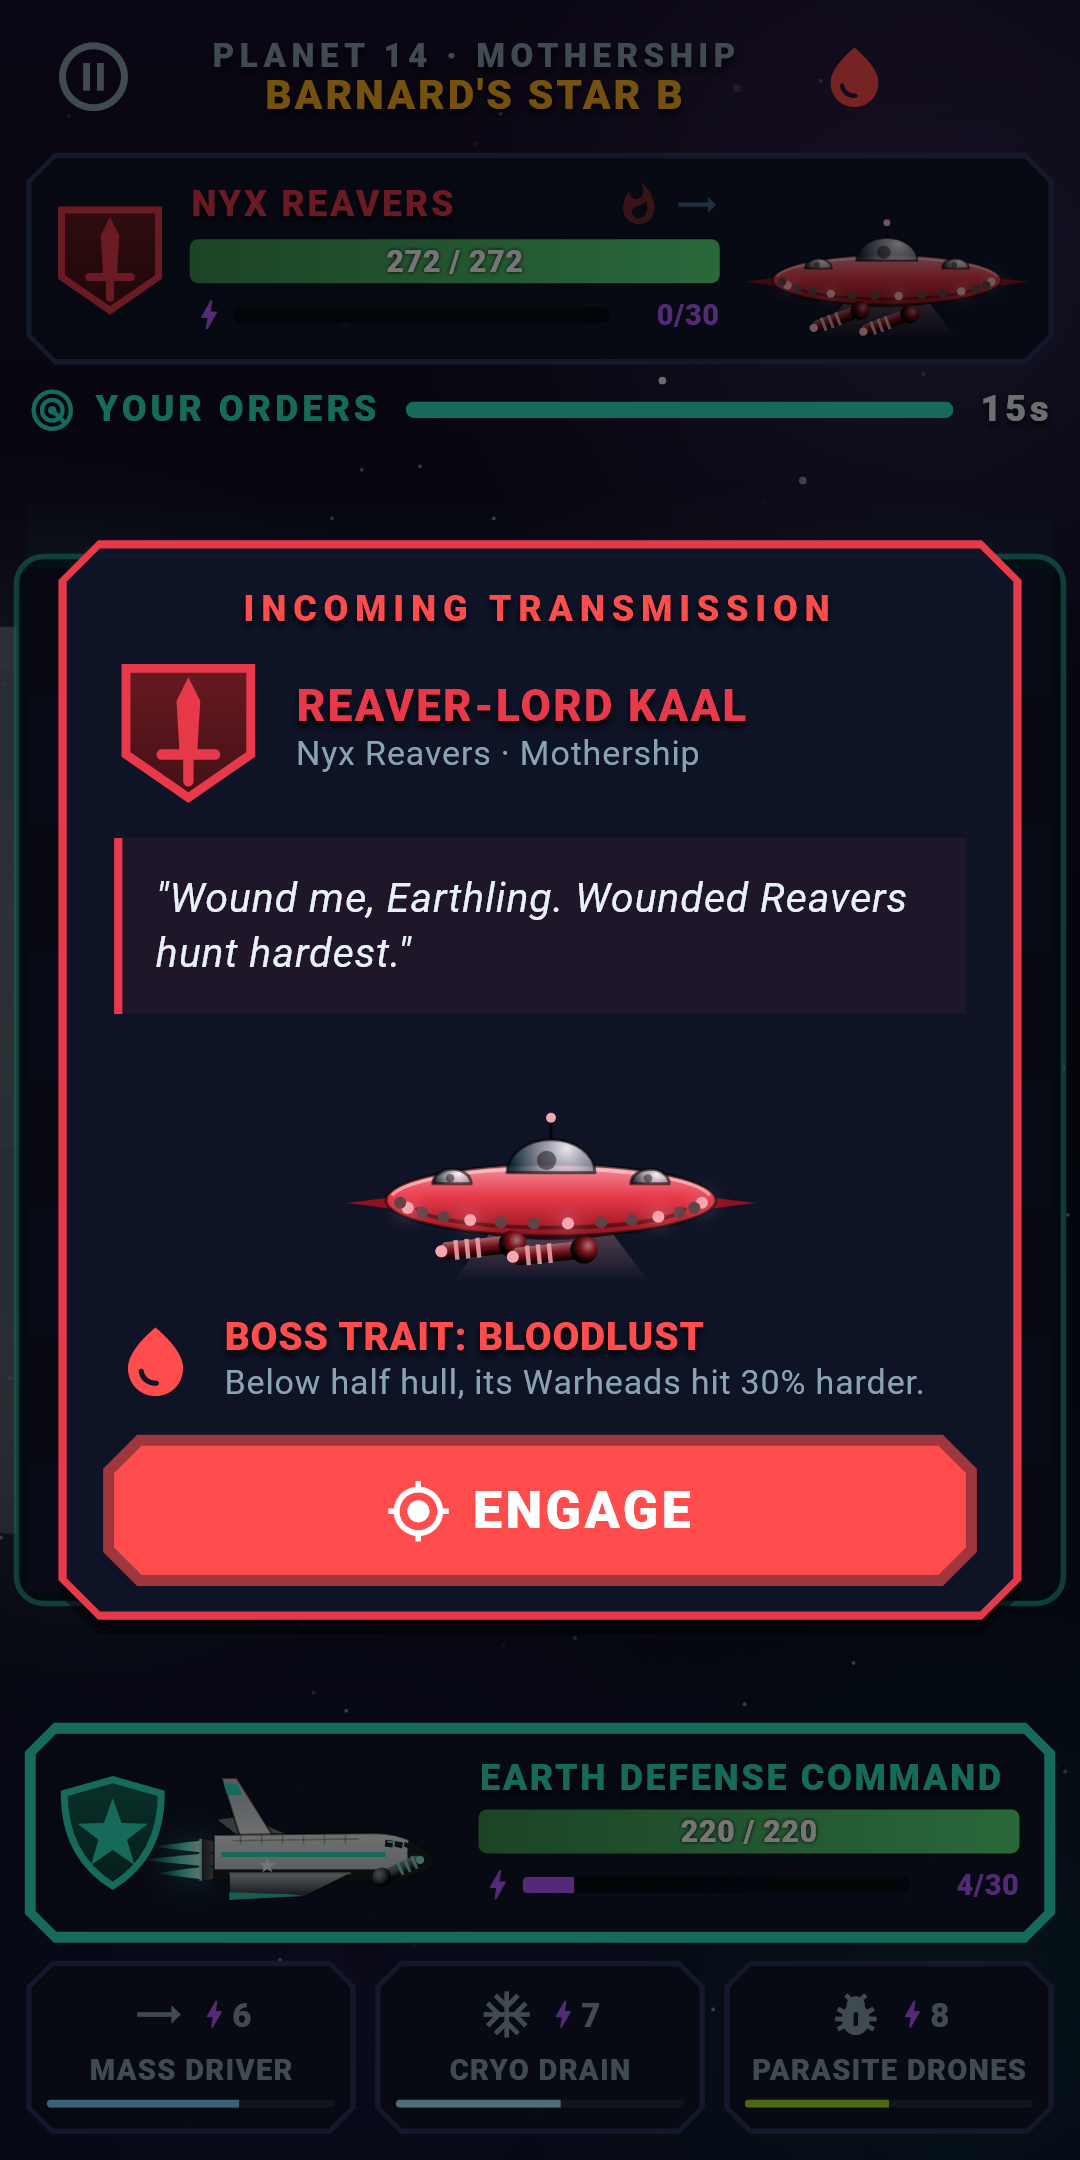 PLANET 14 · MOTHERSHIP
BARNARD'S STAR B
NYX REAVERS
272 / 272
0/30
YOUR ORDERS
15s
INCOMING TRANSMISSION
REAVER-LORD KAAL
Nyx Reavers · Mothership
"Wound me, Earthling. Wounded Reavers
hunt hardest."
BOSS TRAIT: BLOODLUST
Below half hull, its Warheads hit 30% harder.
ENGAGE
EARTH DEFENSE COMMAND
220 / 220
4/30
6
MASS DRIVER
7
CRYO DRAIN
8
PARASITE DRONES